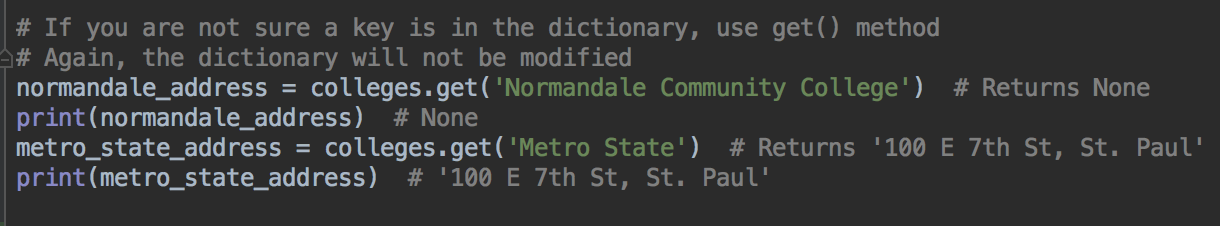 # If you are not sure a key is in the dictionary, use get() method
# Again, the dictionary will not be modified
normandale_address = colleges.get('Normandale Community College')  # Returns None
print(normandale_address)  # None
metro_state_address = colleges.get('Metro State')  # Returns '100 E 7th St, St. Paul'
print(metro_state_address)  # '100 E 7th St, St. Paul'